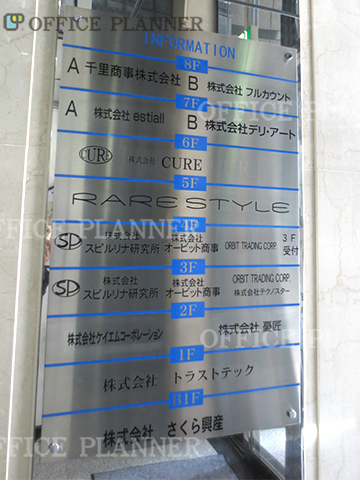 OFFICE PLANNER
INFORMATION
8F
A 千里商事株式会社 B 株式会社 フルカウント
7F
A 株式会社 estiall B 株式会社デリ・アート
6F
CURE 株式会社 CURE
5F
RARE STYLE
4F
SP 株式会社 スピルリナ研究所 株式会社 オービット商事 ORBIT TRADING CORP. 3F 受付
3F
SP 株式会社 スピルリナ研究所 株式会社 オービット商事 ORBIT TRADING CORP. 株式会社テクノスター
2F
株式会社ケイエムコーポレーション 株式会社 憂匠
1F
株式会社 トラストテック
B1F
株式会社 さくら興産